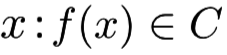 x : f(x) ∈ C